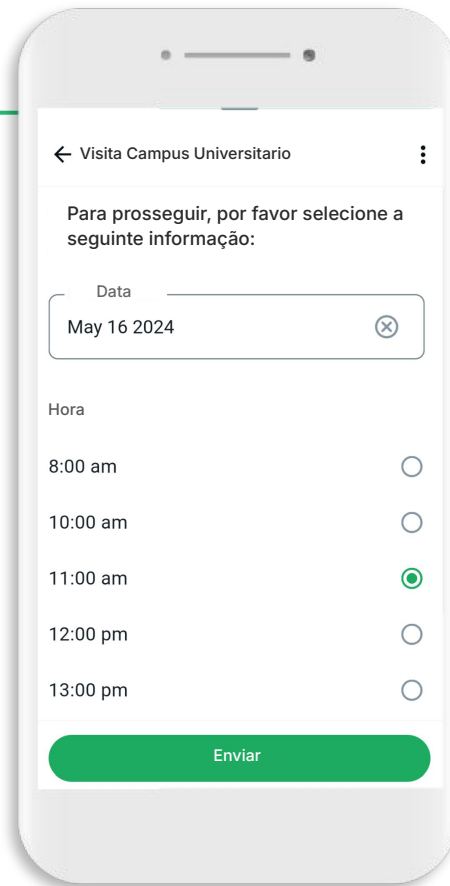 Visita Campus Universitario
Para prosseguir, por favor selecione a
seguinte informação:
Data
May 16 2024
Hora
8:00 am
10:00 am
11:00 am
12:00 pm
13:00 pm
Enviar